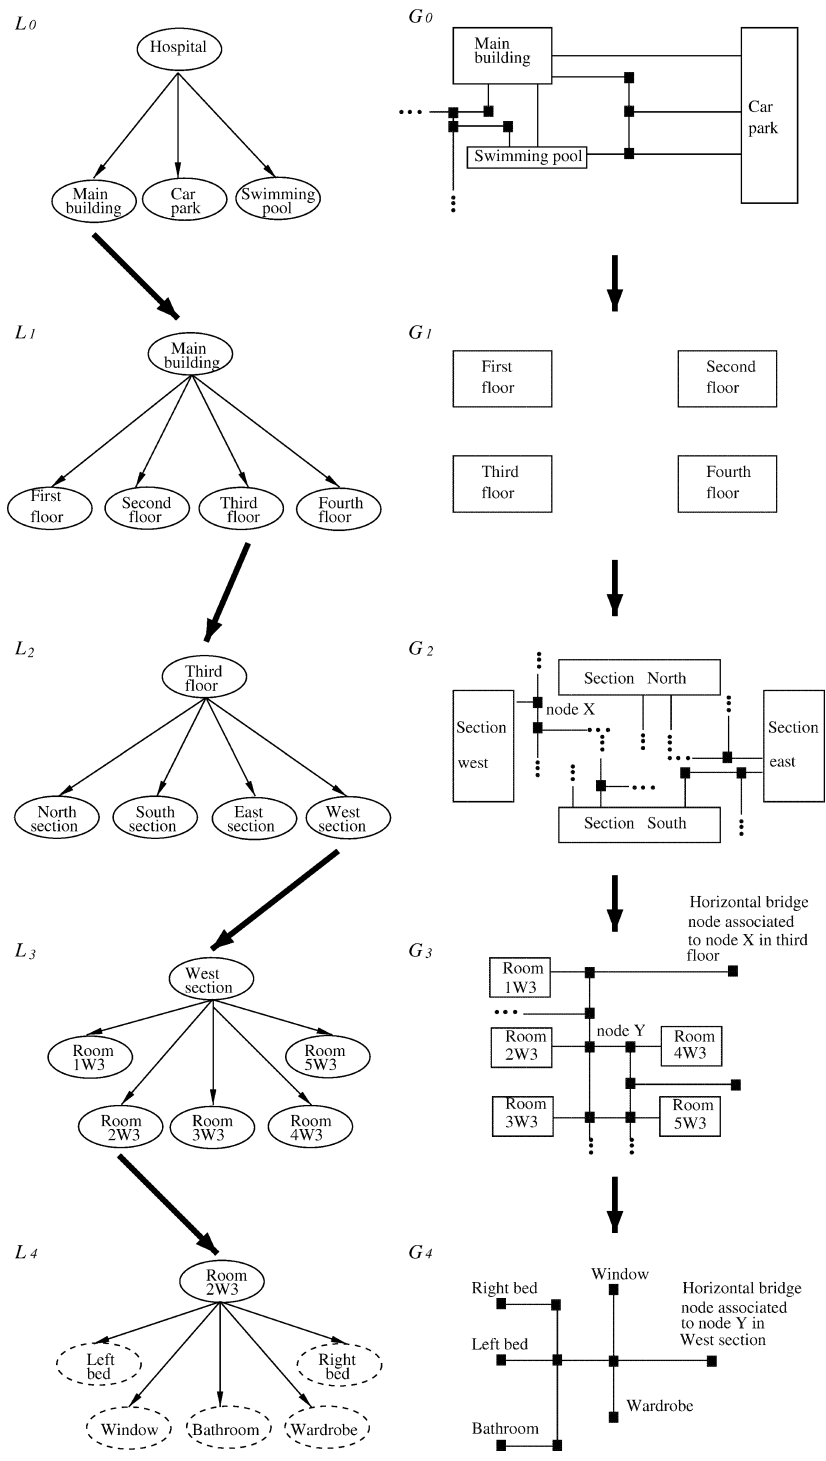 L0
Hospital
Main
building
Car
park
Swimming
pool
G0
Main
building
Car
park
Swimming pool
L1
Main
building
First
floor
Second
floor
Third
floor
Fourth
floor
G1
First
floor
Second
floor
Third
floor
Fourth
floor
L2
Third
floor
North
section
South
section
East
section
West
section
G2
Section North
node X
Section
west
Section
east
Section South
L3
West
section
Room
1W3
Room
5W3
Room
2W3
Room
3W3
Room
4W3
G3
Horizontal bridge
node associated
to node X in third
floor
Room
1W3
node Y
Room
2W3
Room
4W3
Room
3W3
Room
5W3
L4
Room
2W3
Left
bed
Right
bed
Window
Bathroom
Wardrobe
G4
Window
Right bed
Horizontal bridge
node associated
to node Y in
West section
Left bed
Wardrobe
Bathroom